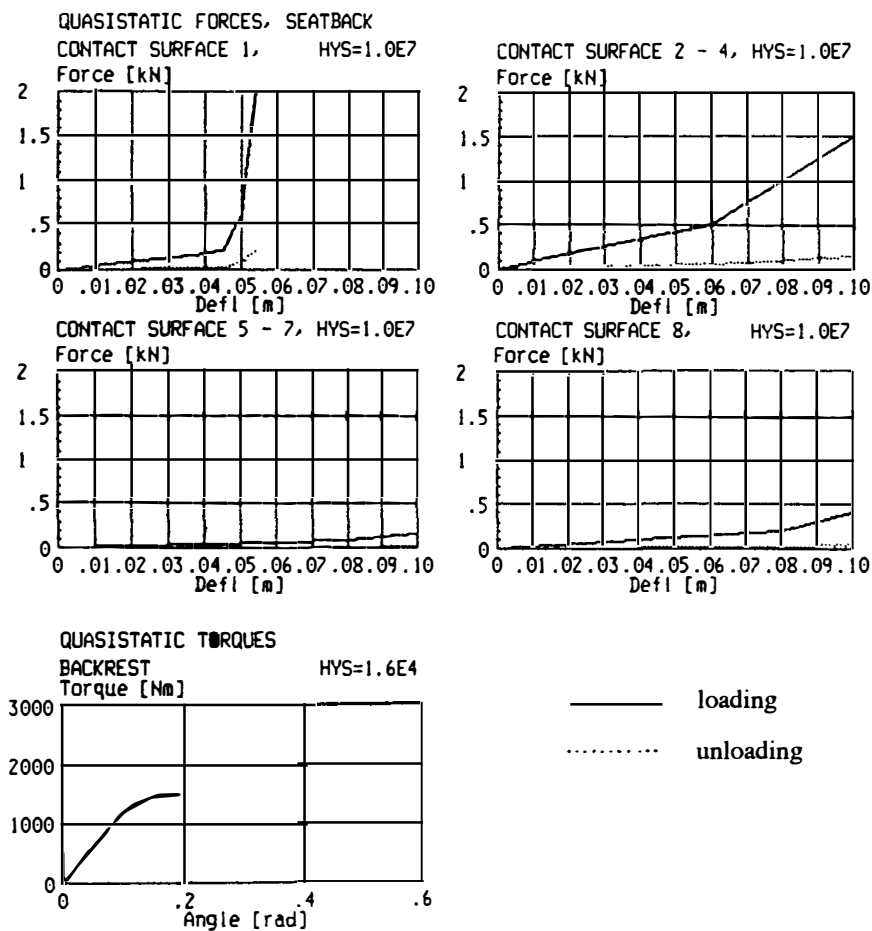 QUASISTATIC FORCES, SEATBACK
CONTACT SURFACE 1, HYS=1.0E7
Force [kN]
2
1.5
1
.5
0
0 .01.02.03.04.05.06.07.08.09.10
Defl [m]
CONTACT SURFACE 2 - 4, HYS=1.0E7
Force [kN]
2
1.5
1
.5
0
0 .01.02.03.04.05.06.07.08.09.10
Defl [m]
CONTACT SURFACE 5 - 7, HYS=1.0E7
Force [kN]
2
1.5
1
.5
0
0 .01.02.03.04.05.06.07.08.09.10
Defl [m]
CONTACT SURFACE 8, HYS=1.0E7
Force [kN]
2
1.5
1
.5
0
0 .01.02.03.04.05.06.07.08.09.10
Defl [m]
QUASISTATIC TORQUES
BACKREST HYS=1.6E4
Torque [Nm]
3000
2000
1000
0
0 .2 .4 .6
Angle [rad]
loading
unloading